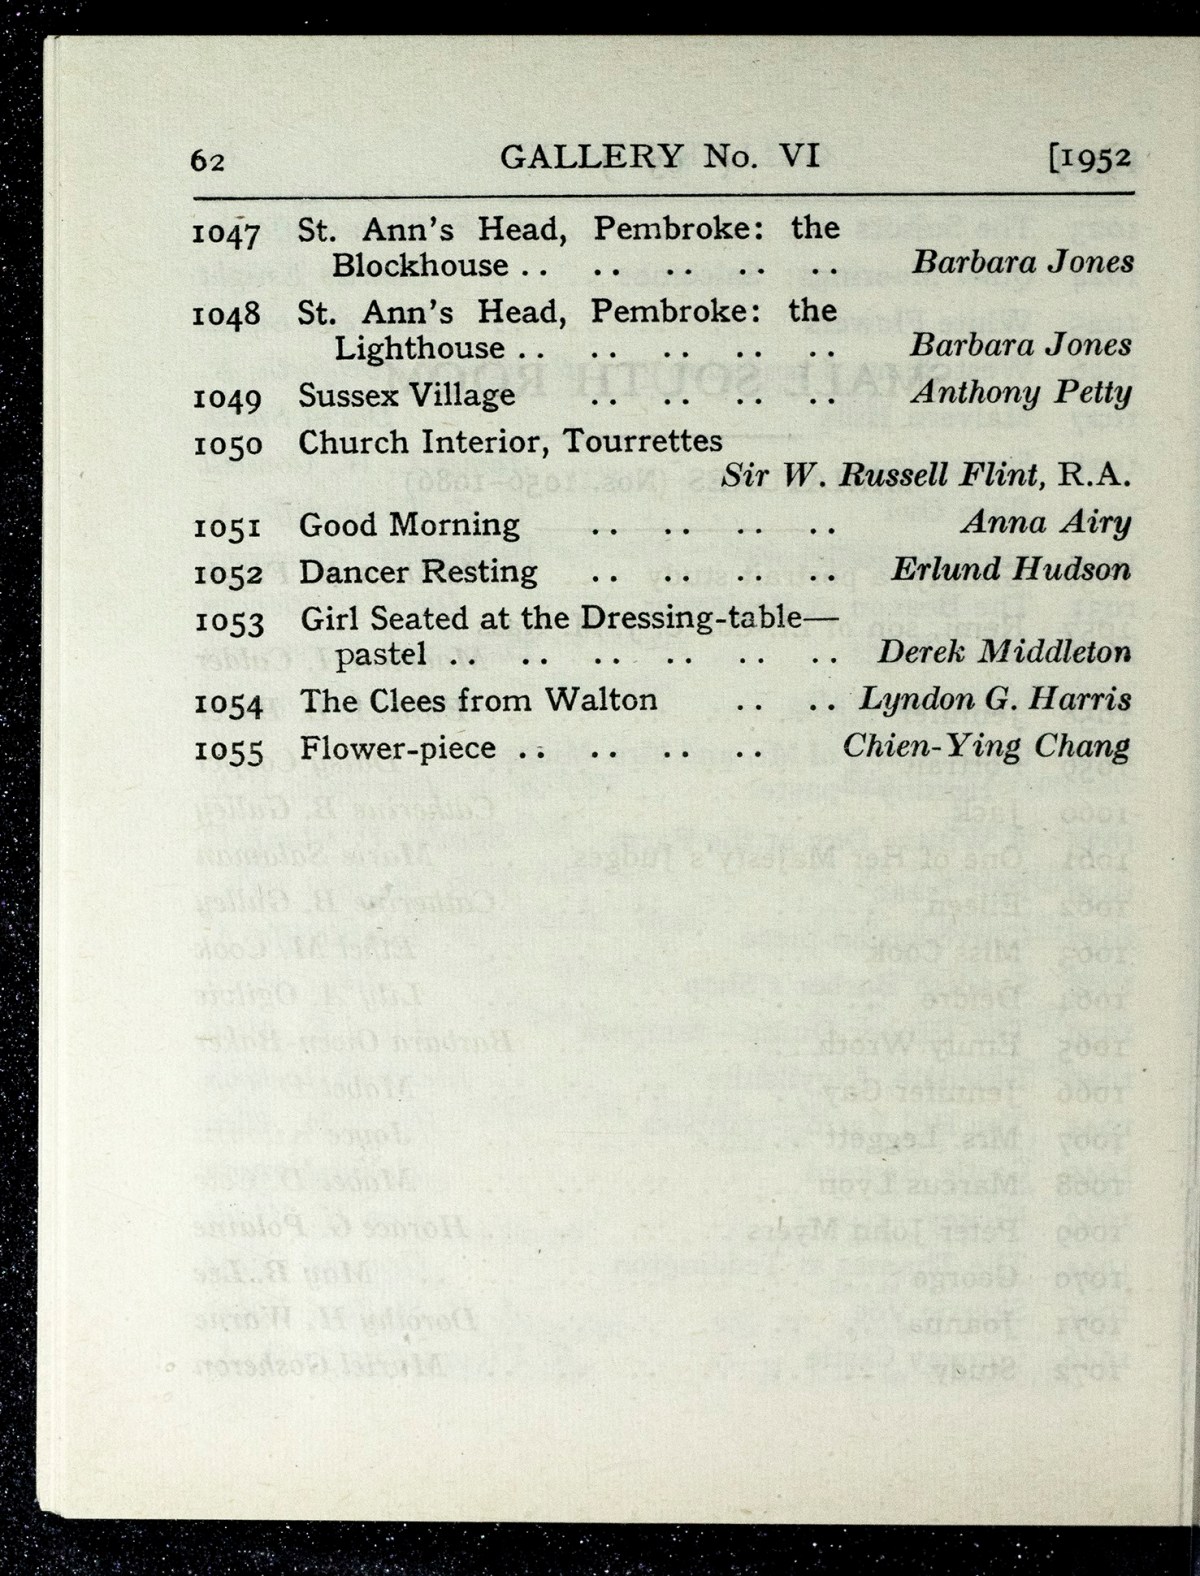 62 GALLERY No. VI [1952
1047 St. Ann's Head, Pembroke: the
Blockhouse . . . . . . . . . . Barbara Jones
1048 St. Ann's Head, Pembroke: the
Lighthouse . . . . . . . . . . Barbara Jones
1049 Sussex Village . . . . . . . . Anthony Petty
1050 Church Interior, Tourrettes
Sir W. Russell Flint, R.A.
1051 Good Morning . . . . . . . . Anna Airy
1052 Dancer Resting . . . . . . . . Erlund Hudson
1053 Girl Seated at the Dressing-table—
pastel . . . . . . . . . . . . Derek Middleton
1054 The Clees from Walton . . . . Lyndon G. Harris
1055 Flower-piece . . . . . . . . Chien-Ying Chang